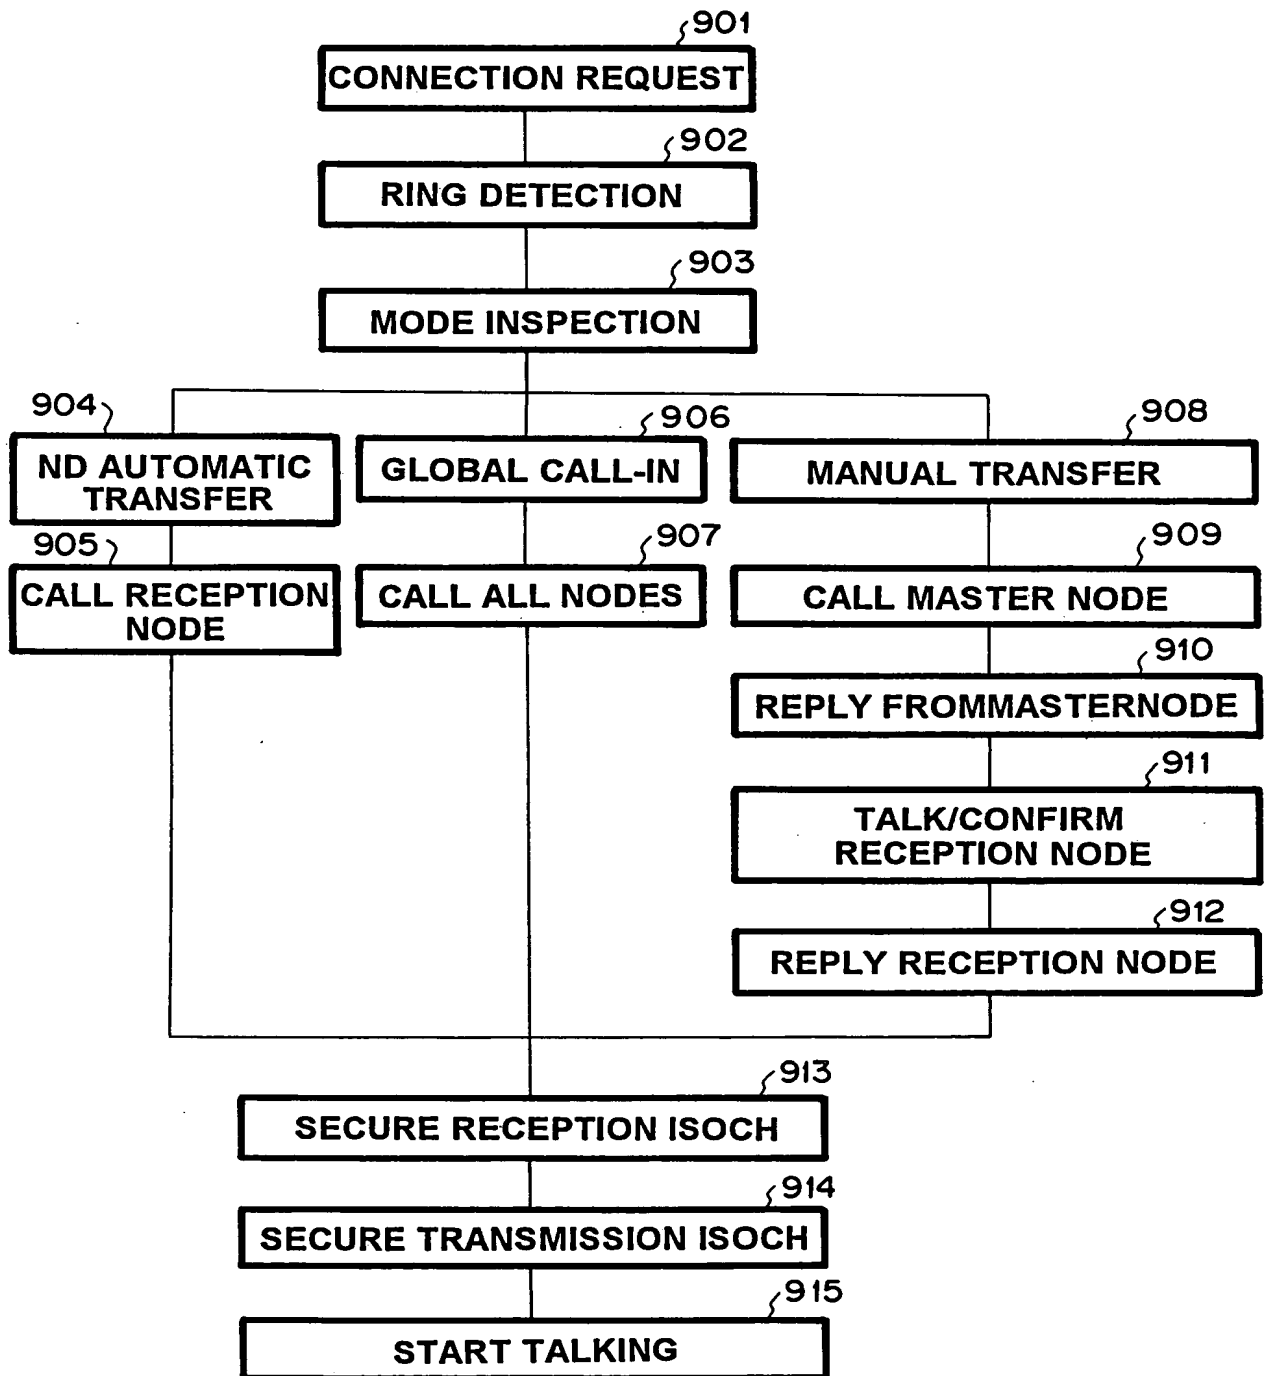 901
CONNECTION REQUEST
902
RING DETECTION
903
MODE INSPECTION
904
ND AUTOMATIC
TRANSFER
905
CALL RECEPTION
NODE
906
GLOBAL CALL-IN
907
CALL ALL NODES
908
MANUAL TRANSFER
909
CALL MASTER NODE
910
REPLY FROMMASTERNODE
911
TALK/CONFIRM
RECEPTION NODE
912
REPLY RECEPTION NODE
913
SECURE RECEPTION ISOCH
914
SECURE TRANSMISSION ISOCH
915
START TALKING